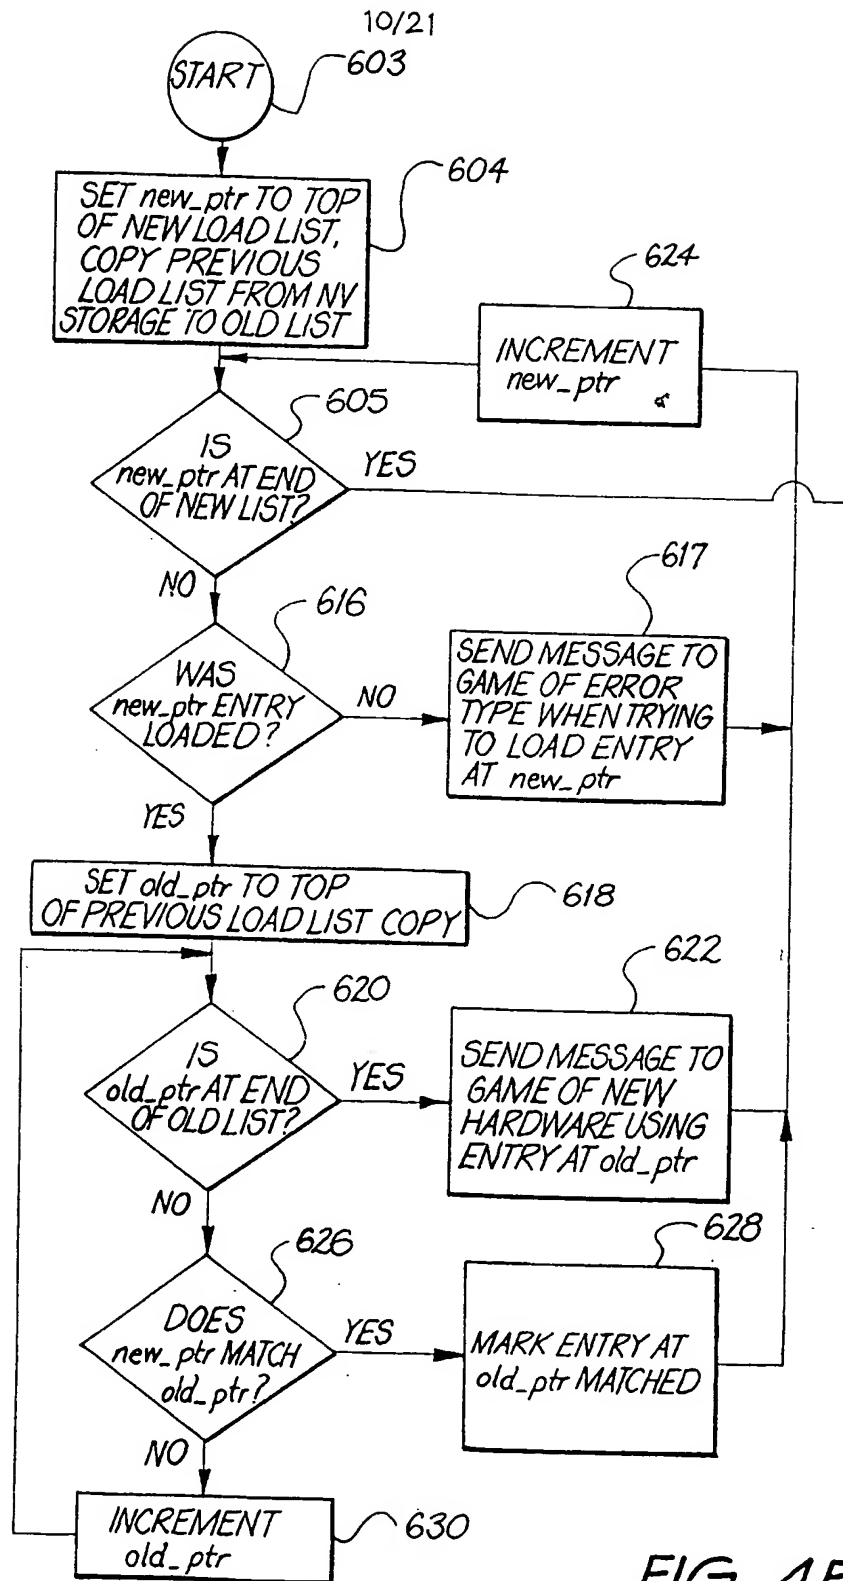 10/21
START
603
SET new_ptr TO TOP
OF NEW LOAD LIST,
COPY PREVIOUS
LOAD LIST FROM NV
STORAGE TO OLD LIST
604
624
INCREMENT
new_ptr
605
IS
new_ptr AT END
OF NEW LIST?
YES
NO
616
WAS
new_ptr ENTRY
LOADED?
NO
YES
617
SEND MESSAGE TO
GAME OF ERROR
TYPE WHEN TRYING
TO LOAD ENTRY
AT new_ptr
SET old_ptr TO TOP
OF PREVIOUS LOAD LIST COPY
618
620
IS
old_ptr AT END
OF OLD LIST?
YES
NO
622
SEND MESSAGE TO
GAME OF NEW
HARDWARE USING
ENTRY AT old_ptr
626
DOES
new_ptr MATCH
old_ptr?
YES
NO
628
MARK ENTRY AT
old_ptr MATCHED
INCREMENT
old_ptr
630
FIG. 4B